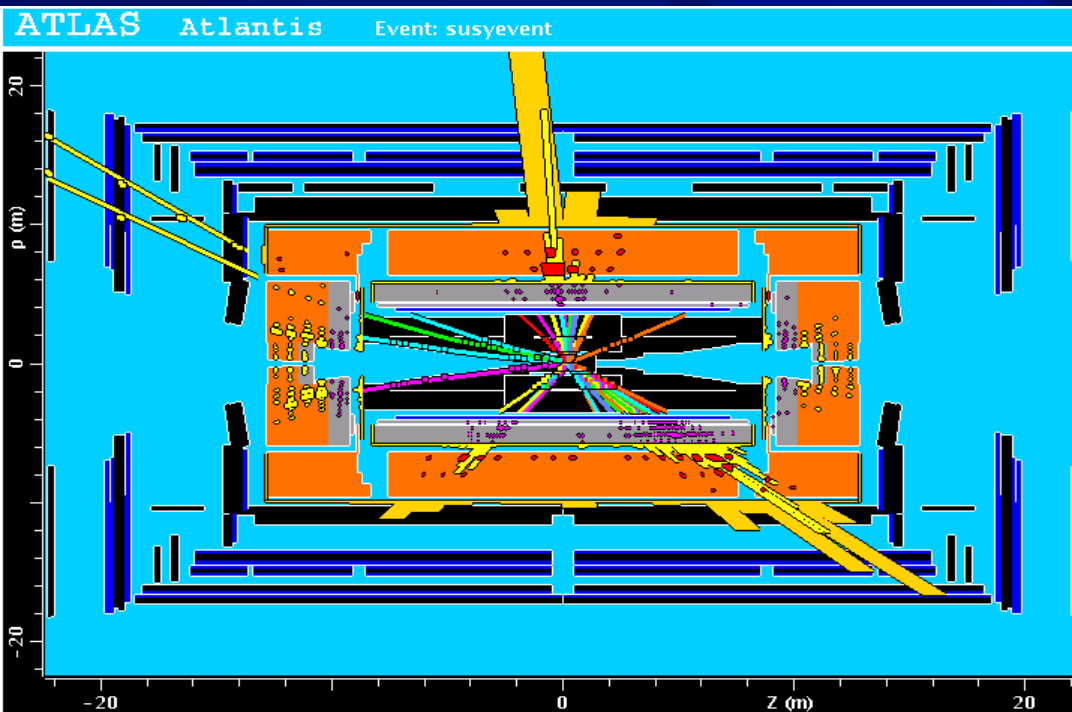 ATLAS Atlantis Event: susyevent
20
ρ (m)
0
-20
-20 0 Z (m) 20